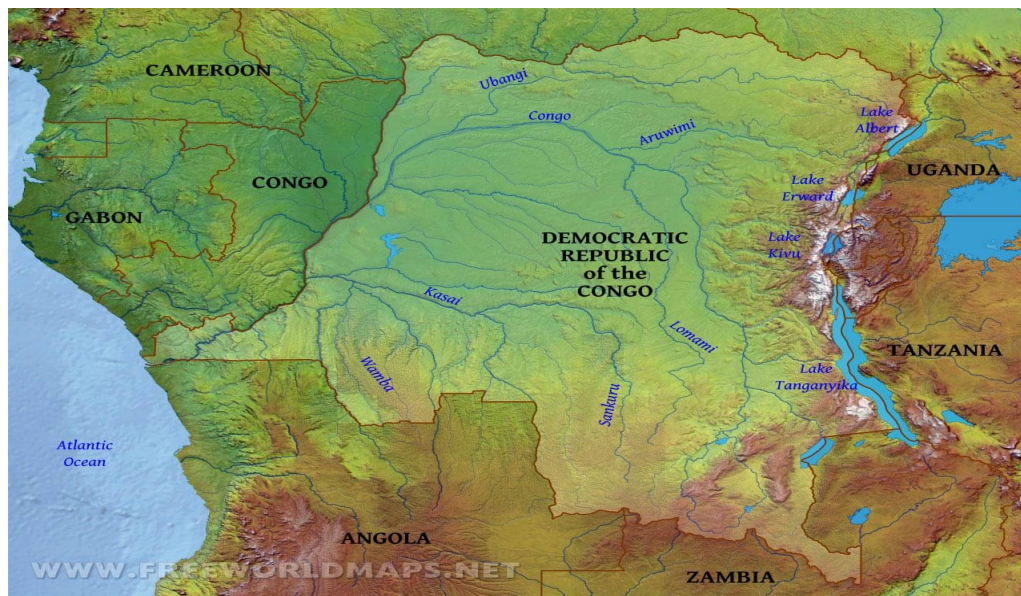 CAMEROON
Ubangi
Congo
Aruwimi
Lake
Albert
UGANDA
CONGO
Lake
Erward
GABON
DEMOCRATIC
REPUBLIC
of the
CONGO
Lake
Kivu
Kasai
Lomami
TANZANIA
Wamba
Lake
Tanganyika
Sankuru
Atlantic
Ocean
ANGOLA
WWW.FREEWORLDMAPS.NET
ZAMBIA